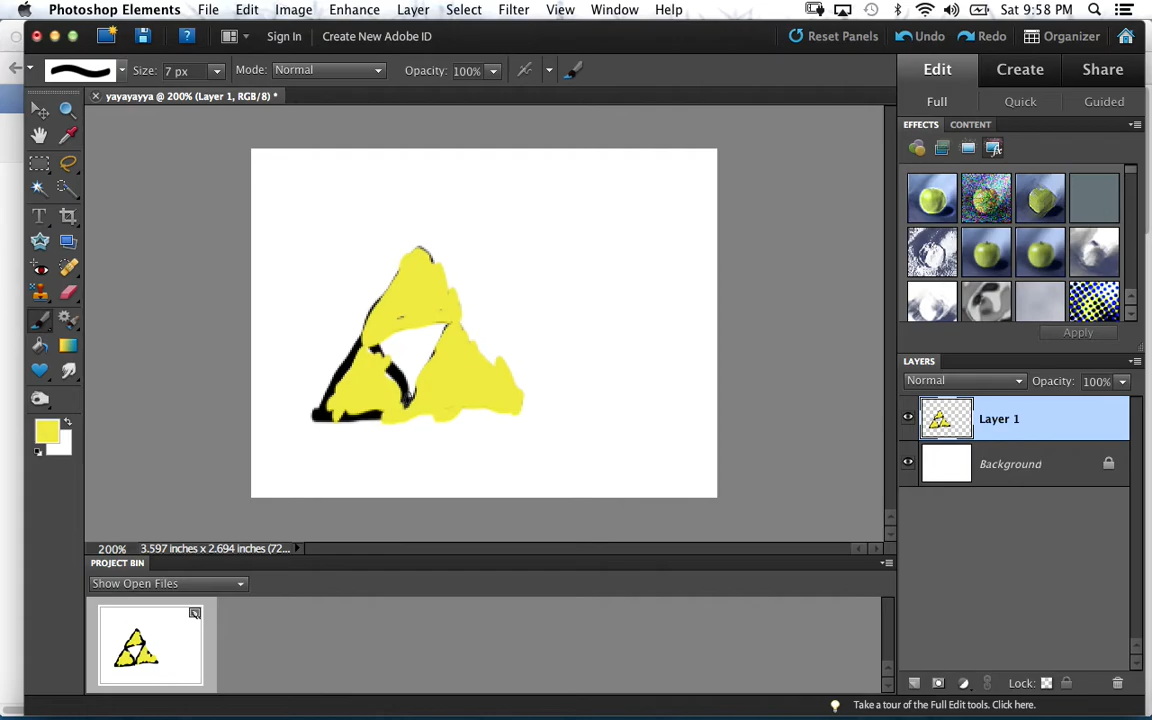 Photoshop Elements File Edit Image Enhance Layer Select Filter View Window Help Sat 9:58 PM
Sign In Create New Adobe ID Reset Panels Undo Redo Organizer
Size: 7 px Mode: Normal Opacity: 100% Edit Create Share
yayayayya @ 200% (Layer 1, RGB/8) * Full Quick Guided
EFFECTS CONTENT
Apply
LAYERS
Normal Opacity: 100%
Layer 1
Background
200% 3.597 inches x 2.694 inches (72...
PROJECT BIN
Show Open Files
Lock:
Take a tour of the Full Edit tools. Click here.